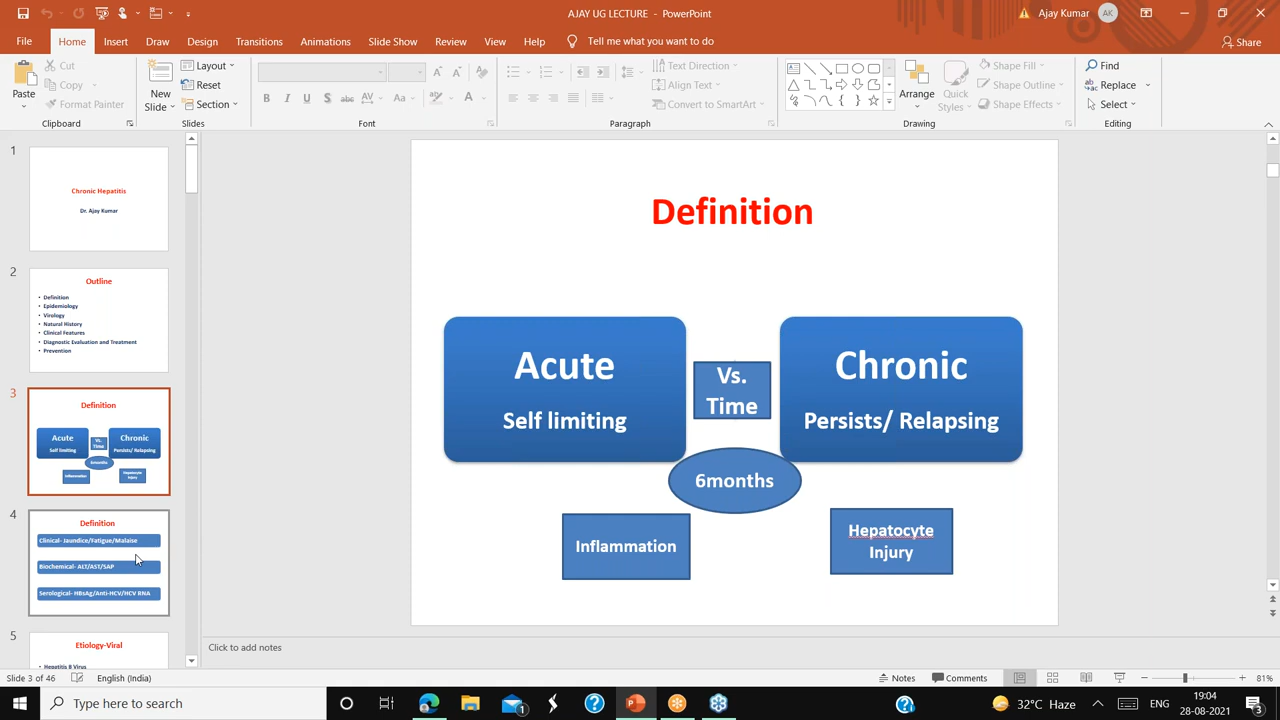 AJAY UG LECTURE – PowerPoint
Ajay Kumar
AK
File
Home
Insert
Draw
Design
Transitions
Animations
Slide Show
Review
View
Help
Tell me what you want to do
Share
Paste
Cut
Copy
Format Painter
Clipboard
New
Slide
Layout
Reset
Section
Slides
B I U S abc AV Aa A
Font
Paragraph
Text Direction
Align Text
Convert to SmartArt
Arrange
Quick
Styles
Shape Fill
Shape Outline
Shape Effects
Drawing
Find
Replace
Select
Editing
1
Chronic Hepatitis
Dr. Ajay Kumar
2
Outline
• Definition
• Epidemiology
• Virology
• Natural History
• Clinical Features
• Diagnostic Evaluation and Treatment
• Prevention
3
Definition
Acute
Self limiting
Vs.
Time
Chronic
Persists/ Relapsing
6months
Inflammation
Hepatocyte
Injury
4
Definition
Clinical- Jaundice/Fatigue/Malaise
Biochemical- ALT/AST/SAP
Serological- HBsAg/Anti-HCV/HCV RNA
5
Etiology-Viral
• Hepatitis B Virus
Definition
Acute
Self limiting
Vs.
Time
Chronic
Persists/ Relapsing
6months
Inflammation
Hepatocyte
Injury
Click to add notes
Slide 3 of 46
English (India)
Notes
Comments
81%
Type here to search
1
32°C Haze
ENG
19:04
28-08-2021
3